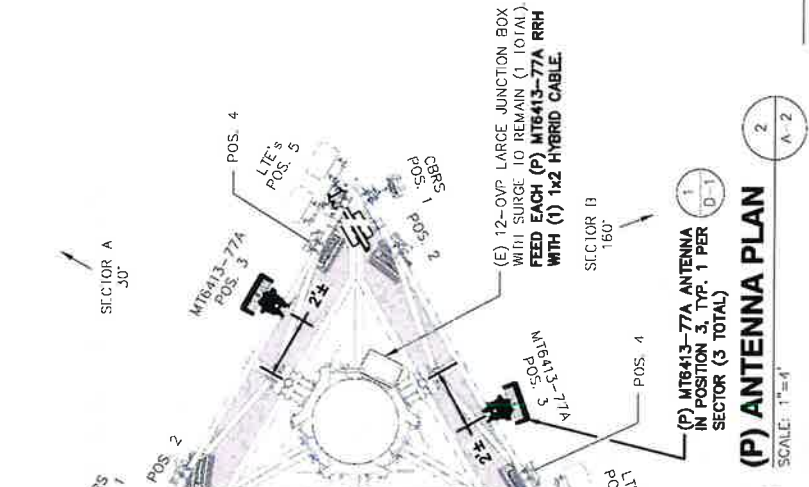 SECTOR A
30°
POS. 4
LTE's
POS. 5
CBRS
POS. 1
POS. 2
MT6413-77A
POS. 3
2'±
(E) 12-OVP LARGE JUNCTION BOX
WITH SURGE TO REMAIN (1 TOTAL).
FEED EACH (P) MT6413-77A RRH
WITH (1) 1x2 HYBRID CABLE.
SECTOR B
160°
POS. 2
MT6413-77A
POS. 3
2'±
POS. 4
(P) MT6413-77A ANTENNA
IN POSITION 3, TYP. 1 PER
SECTOR (3 TOTAL)
1
D-1
(P) ANTENNA PLAN
SCALE: 1"=4'
2
A-2